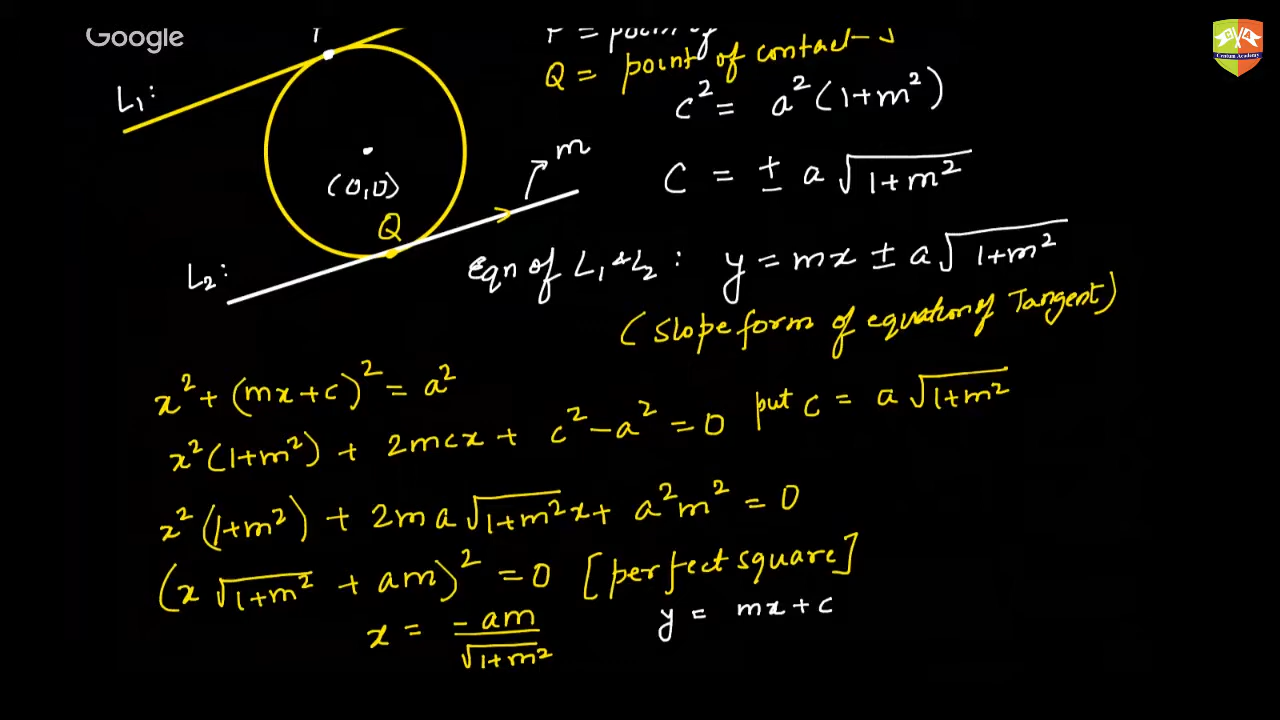 Google
L₁:
Q = point of contact
c² = a²(1+m²)
m
C = ± a √1+m²
(0,0)
Q
L₂:
Eqn of L₁ & L₂ : y = mx ± a √1+m²
(slope form of equation of Tangent)
x² + (mx+c)² = a²
x²(1+m²) + 2mcx + c²−a² = 0 put c = a √1+m²
x²(1+m²) + 2ma √1+m² x + a²m² = 0
(x √1+m² + am)² = 0 [perfect square]
x = −am / √1+m²
y = mx + c